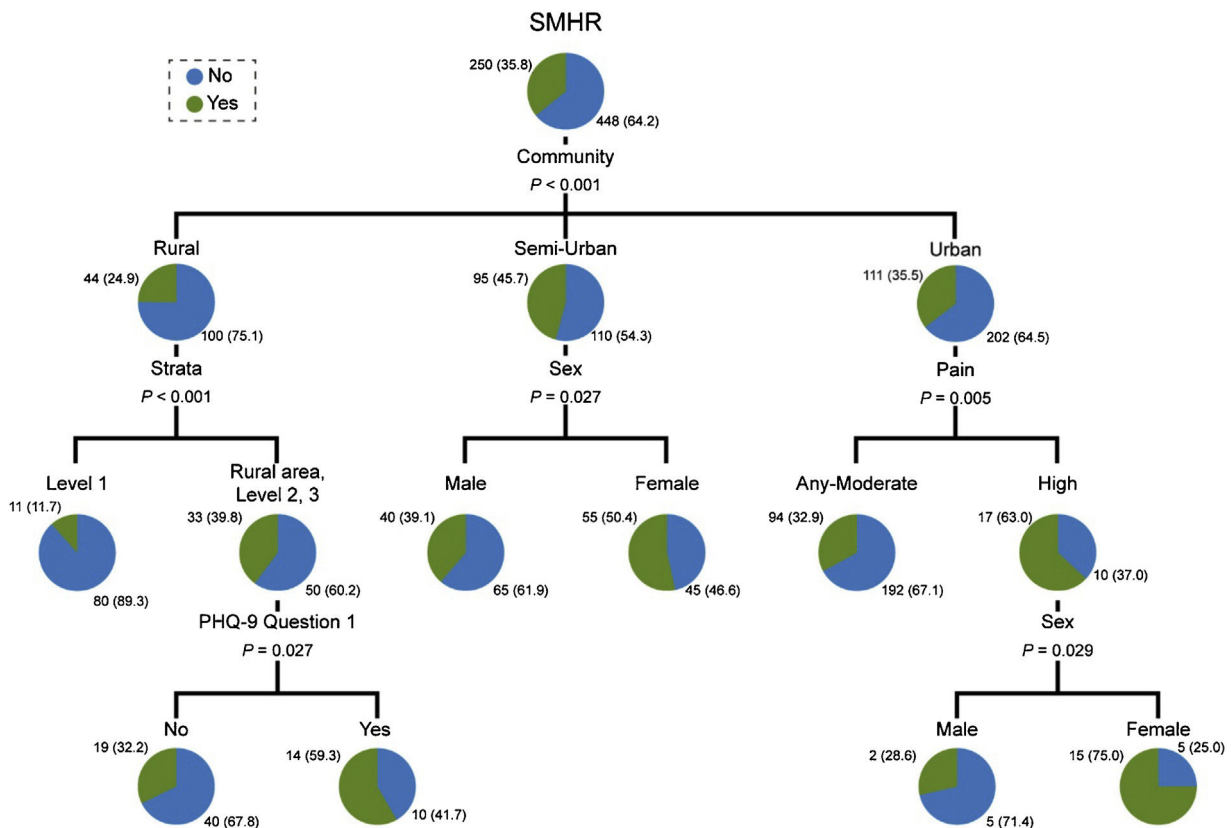 SMHR
No
Yes
250 (35.8)
448 (64.2)
Community
P < 0.001
Rural
Semi-Urban
Urban
44 (24.9)
100 (75.1)
95 (45.7)
110 (54.3)
111 (35.5)
202 (64.5)
Strata
Sex
Pain
P < 0.001
P = 0.027
P = 0.005
Level 1
Rural area,
Level 2, 3
Male
Female
Any-Moderate
High
11 (11.7)
80 (89.3)
33 (39.8)
50 (60.2)
40 (39.1)
65 (61.9)
55 (50.4)
45 (46.6)
94 (32.9)
192 (67.1)
17 (63.0)
10 (37.0)
PHQ-9 Question 1
Sex
P = 0.027
P = 0.029
No
Yes
Male
Female
19 (32.2)
40 (67.8)
14 (59.3)
10 (41.7)
2 (28.6)
5 (71.4)
15 (75.0)
5 (25.0)